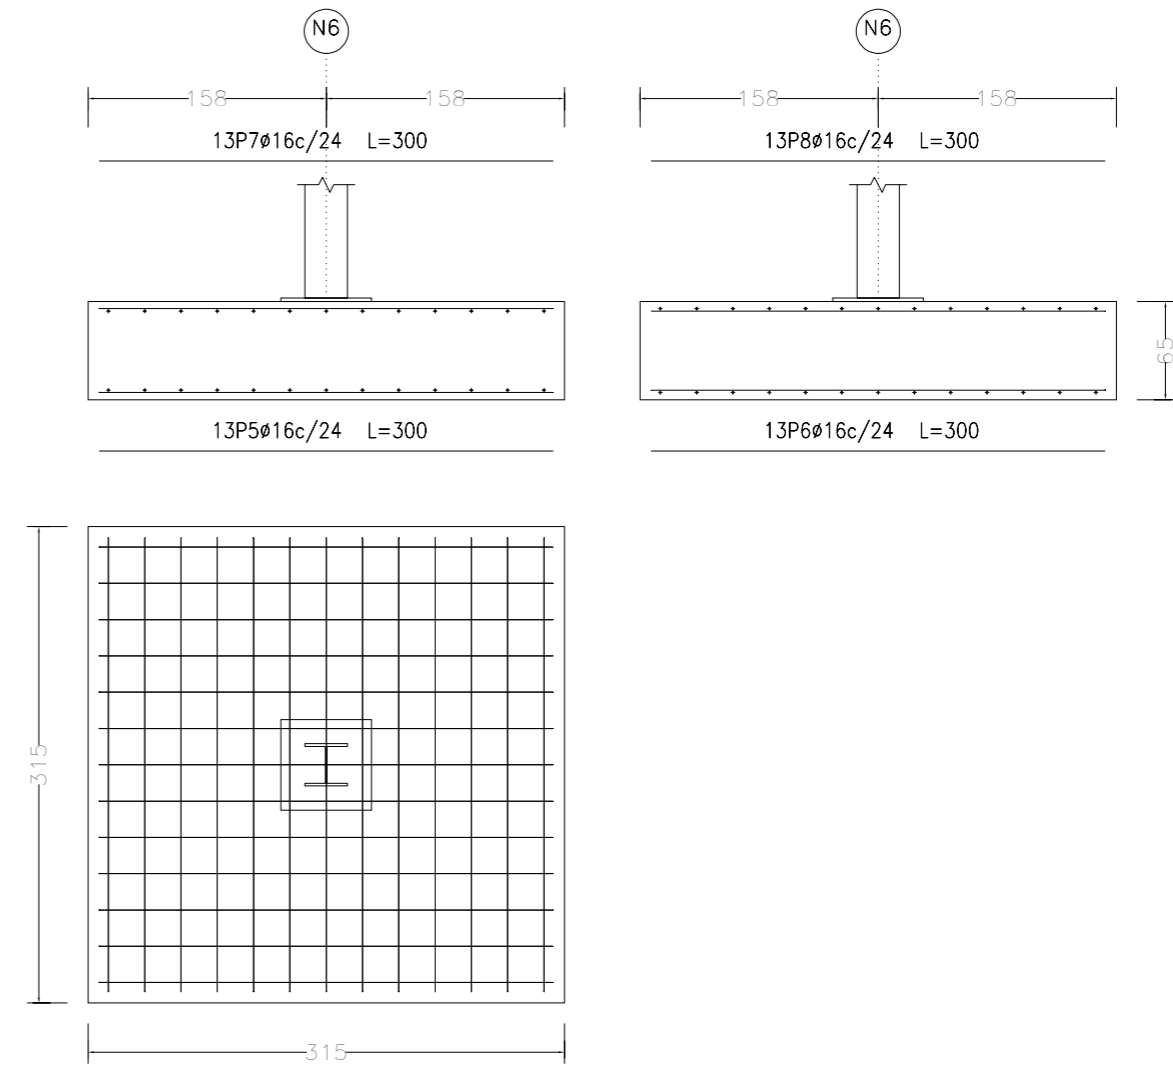 N6
N6
158 158
158 158
13P7ø16c/24 L=300
13P8ø16c/24 L=300
65
13P5ø16c/24 L=300
13P6ø16c/24 L=300
315
315